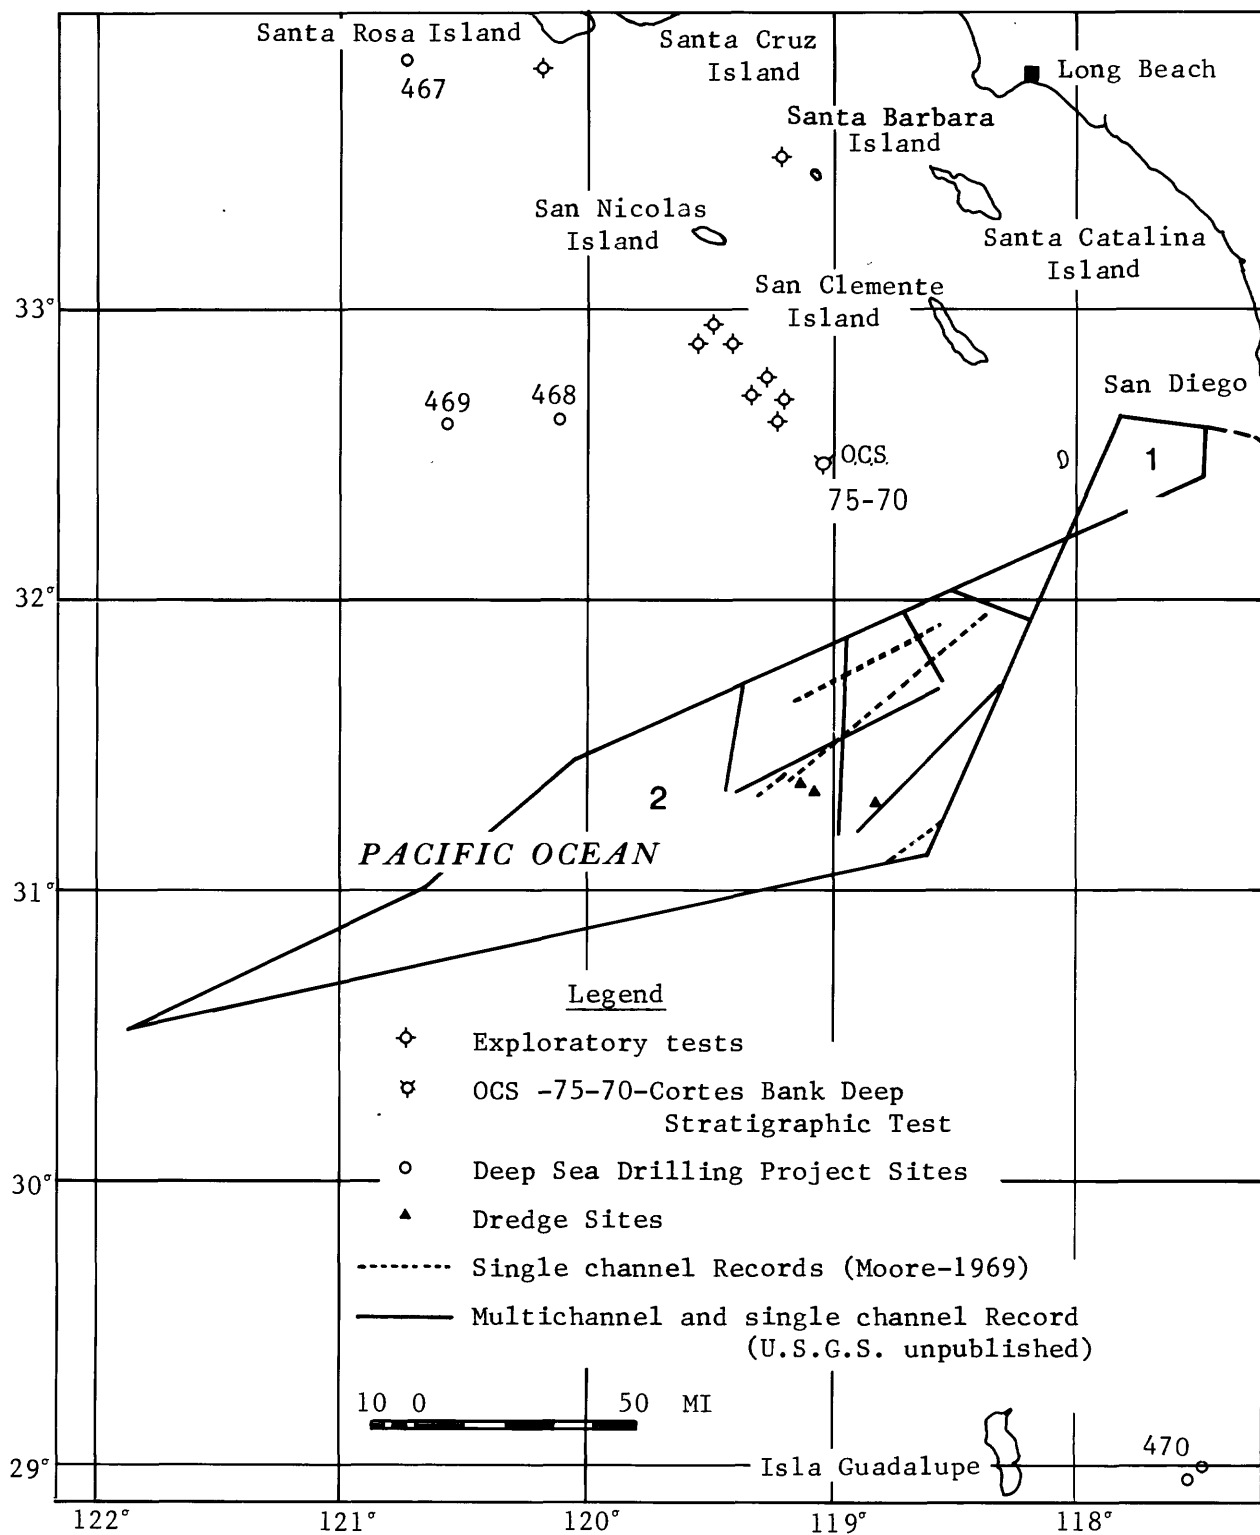 Santa Rosa Island
467
Santa Cruz
Island
Long Beach
Santa Barbara
Island
San Nicolas
Island
Santa Catalina
Island
San Clemente
Island
33°
San Diego
469
468
O.C.S.
75-70
1
32°
2
PACIFIC OCEAN
31°
Legend
Exploratory tests
OCS -75-70-Cortes Bank Deep
Stratigraphic Test
30°
Deep Sea Drilling Project Sites
Dredge Sites
Single channel Records (Moore-1969)
Multichannel and single channel Record
(U.S.G.S. unpublished)
10 0 50 MI
470
29°
Isla Guadalupe
122° 121° 120° 119° 118°